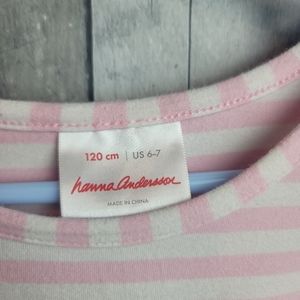 120 cm | US 6-7
hanna andersson
MADE IN CHINA